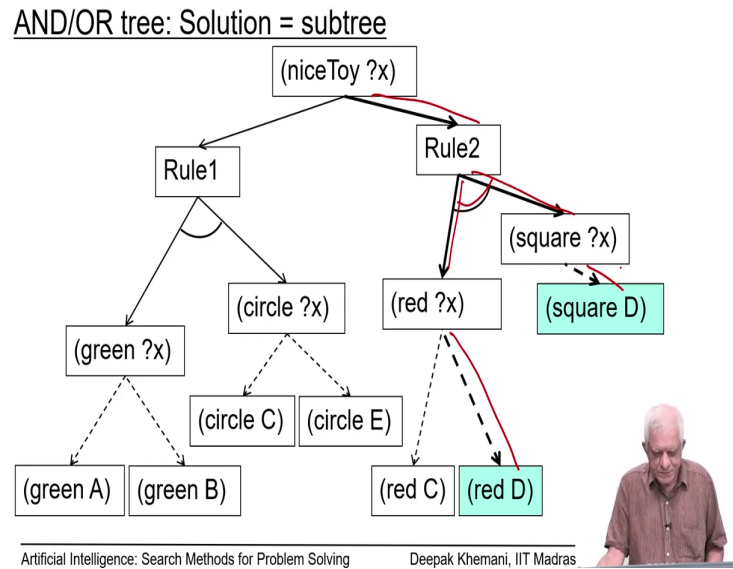 AND/OR tree: Solution = subtree
(niceToy ?x)
Rule1
Rule2
(square ?x)
(green ?x)
(circle ?x)
(red ?x)
(square D)
(circle C)
(circle E)
(green A)
(green B)
(red C)
(red D)
Artificial Intelligence: Search Methods for Problem Solving
Deepak Khemani, IIT Madras